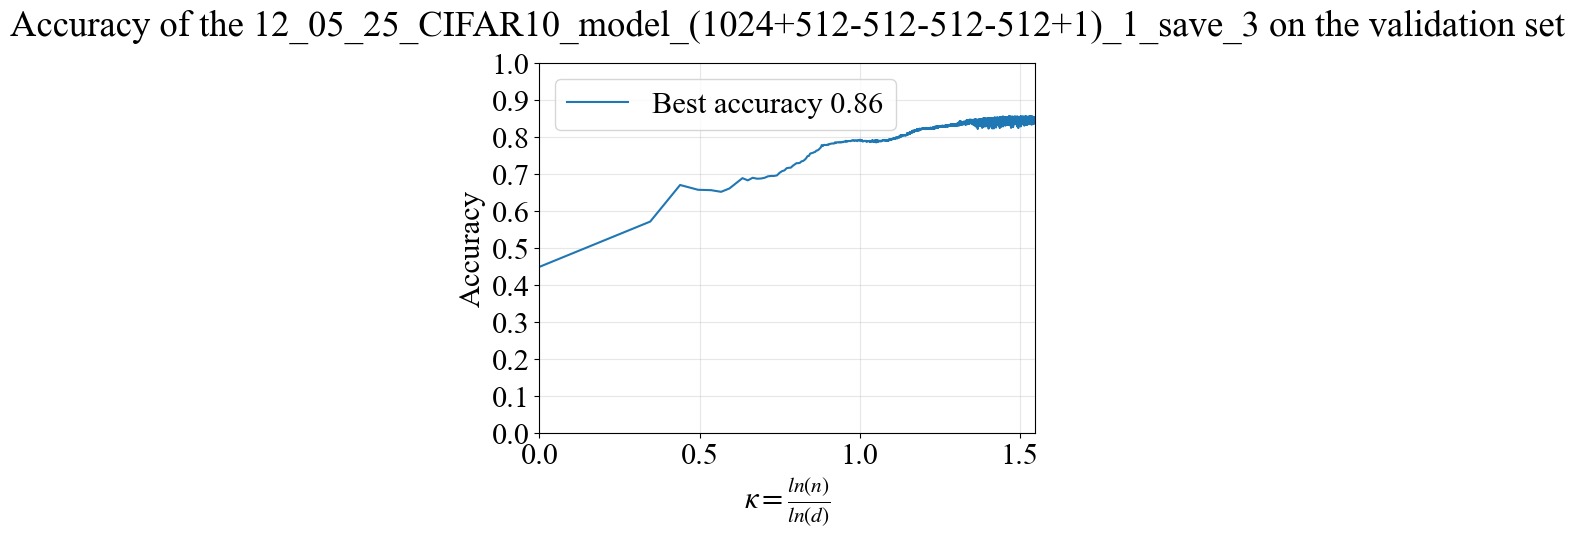 Accuracy of the 12_05_25_CIFAR10_model_(1024+512-512-512-512+1)_1_save_3 on the validation set
1.0
0.9
0.8
0.7
0.6
0.5
0.4
0.3
0.2
0.1
0.0
Accuracy
Best accuracy 0.86
0.0 0.5 1.0 1.5
κ = ln(n)/ln(d)